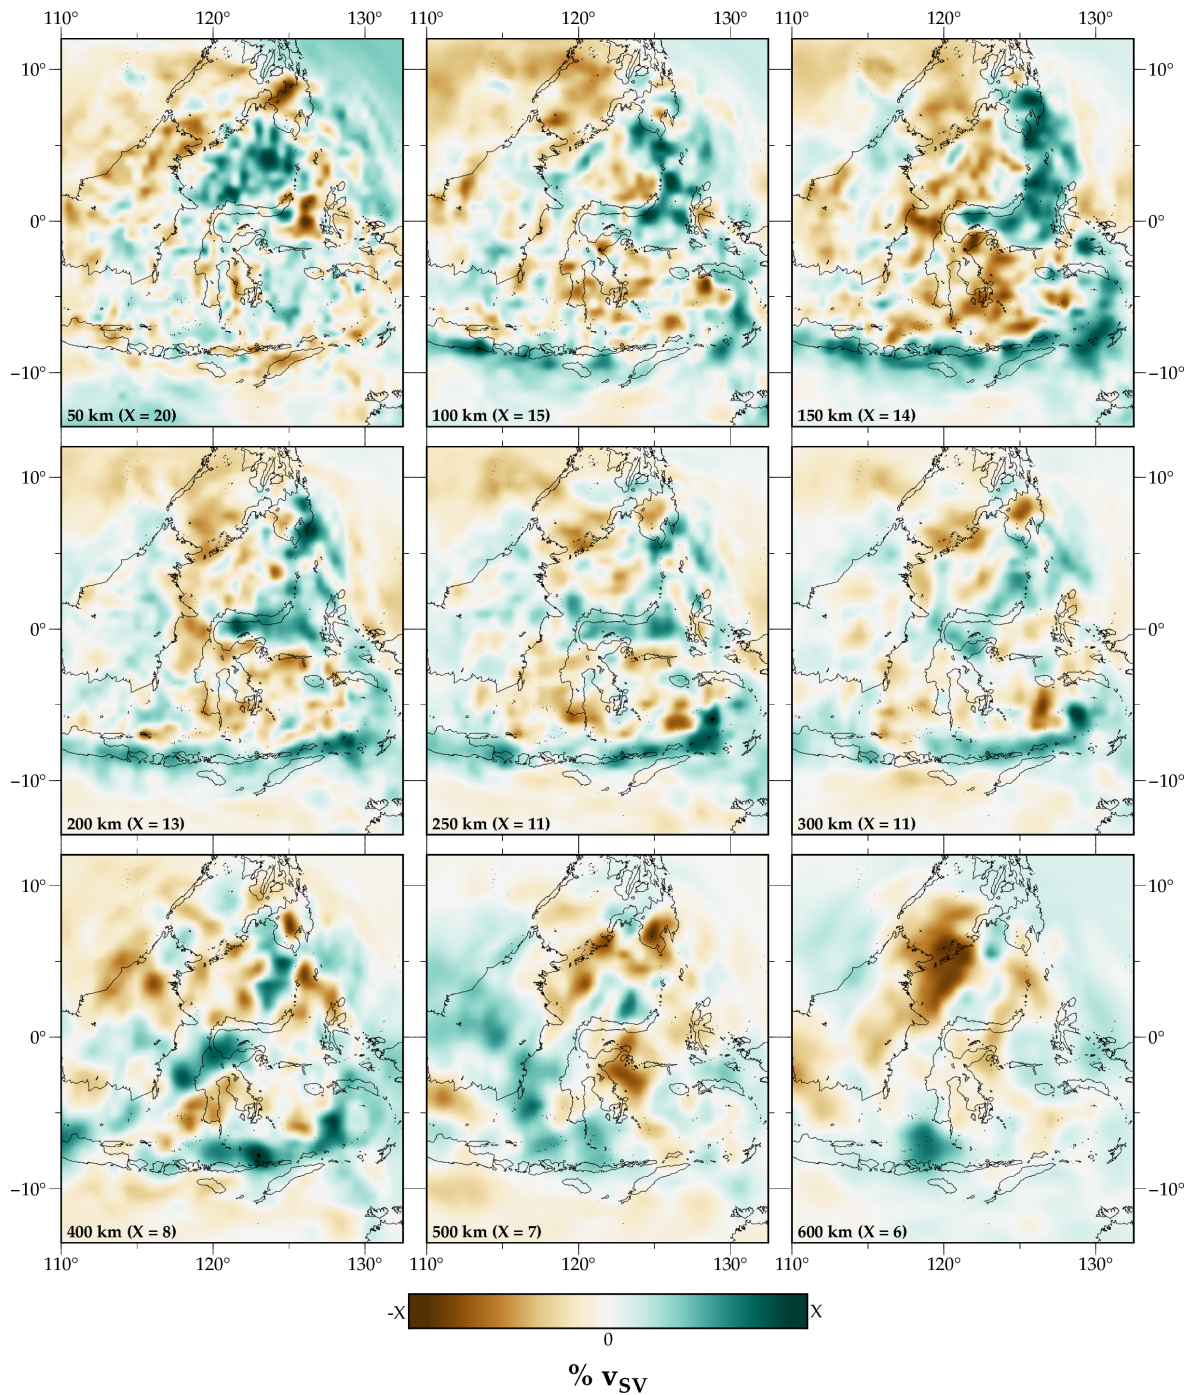 110° 120° 130° 110° 120° 130° 110° 120° 130°
10° 10°
0° 0°
−10° −10°
50 km (X = 20) 100 km (X = 15) 150 km (X = 14)
10° 10°
0° 0°
−10° −10°
200 km (X = 13) 250 km (X = 11) 300 km (X = 11)
10° 10°
0° 0°
−10° −10°
400 km (X = 8) 500 km (X = 7) 600 km (X = 6)
110° 120° 130° 110° 120° 130° 110° 120° 130°
-X X
0
% vSV